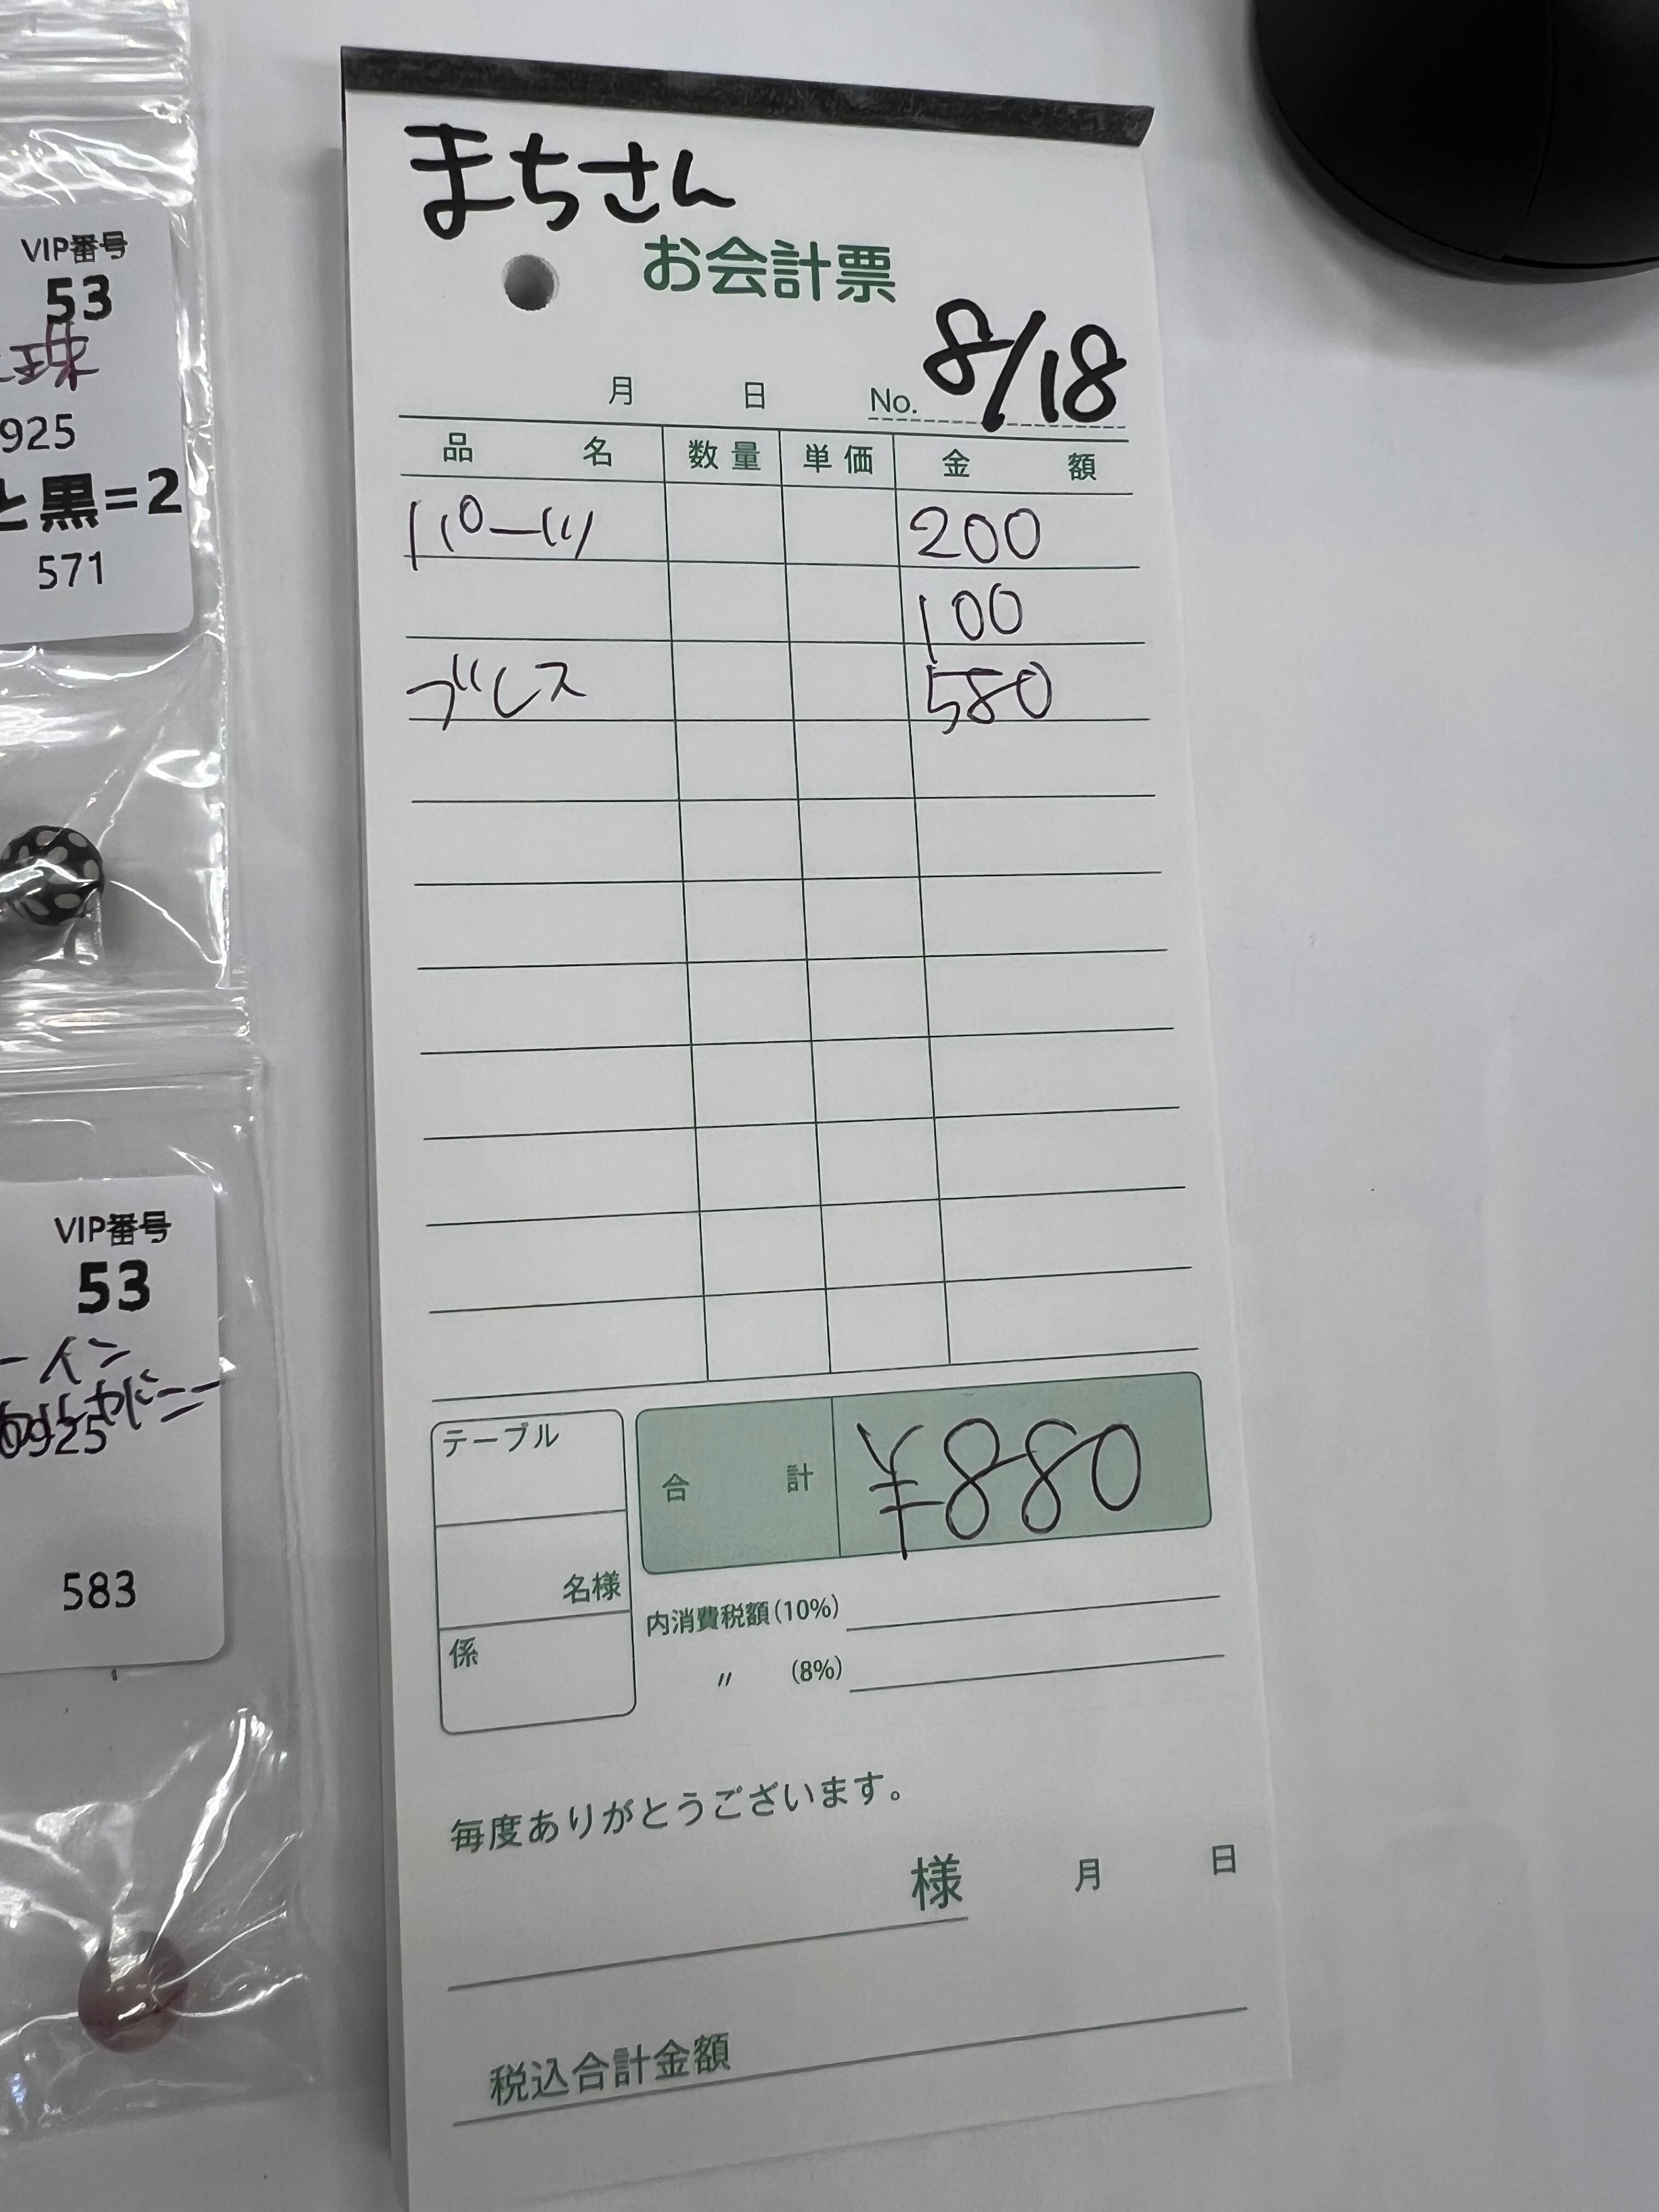 まちさん
お会計票
月 日 No. 8/18
品名 数量 単価 金額
パーツ 200
100
ブレス 580
テーブル
名様
係
合計 ¥880
内消費税額(10%)
〃 (8%)
毎度ありがとうございます。
様 月 日
税込合計金額
VIP番号
53
珠
925
と黒=2
571
VIP番号
53
0925
583